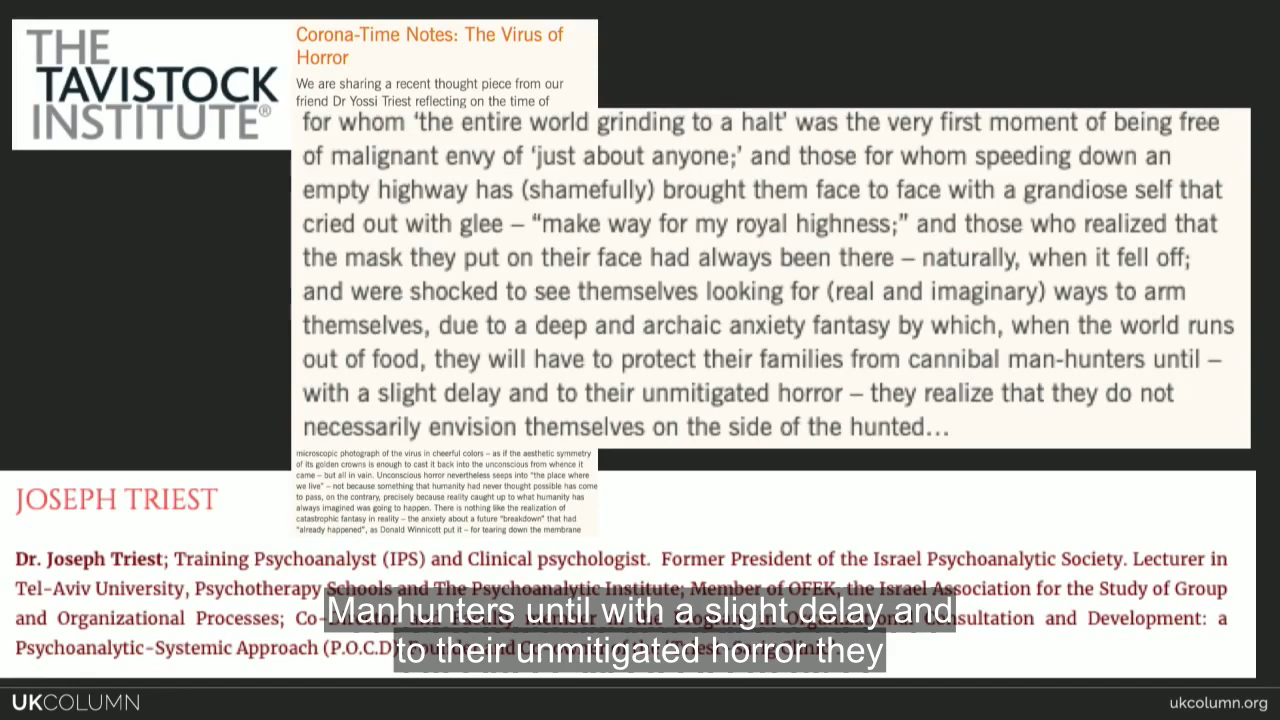 THE
TAVISTOCK
INSTITUTE®
Corona-Time Notes: The Virus of
Horror
We are sharing a recent thought piece from our
friend Dr Yossi Triest reflecting on the time of
for whom ‘the entire world grinding to a halt’ was the very first moment of being free
of malignant envy of ‘just about anyone;’ and those for whom speeding down an
empty highway has (shamefully) brought them face to face with a grandiose self that
cried out with glee – “make way for my royal highness;” and those who realized that
the mask they put on their face had always been there – naturally, when it fell off;
and were shocked to see themselves looking for (real and imaginary) ways to arm
themselves, due to a deep and archaic anxiety fantasy by which, when the world runs
out of food, they will have to protect their families from cannibal man-hunters until –
with a slight delay and to their unmitigated horror – they realize that they do not
necessarily envision themselves on the side of the hunted…
microscopic photograph of the virus in cheerful colors – as if the aesthetic symmetry
of its golden crowns is enough to cast it back into the unconscious from whence it
came – but all in vain. Unconscious horror nevertheless seeps into “the place where
we live” – not because something that humanity had never thought possible has come
to pass, on the contrary, precisely because reality caught up to what humanity has
always imagined was going to happen. There is nothing like the realization of
catastrophic fantasy in reality – the anxiety about a future “breakdown” that had
“already happened”, as Donald Winnicott put it – for tearing down the membrane
JOSEPH TRIEST
Dr. Joseph Triest; Training Psychoanalyst (IPS) and Clinical psychologist. Former President of the Israel Psychoanalytic Society. Lecturer in
Tel-Aviv University, Psychotherapy Schools and The Psychoanalytic Institute; Member of OFEK, the Israel Association for the Study of Group
and Organizational Processes; Co- Consultation and Development: a
Psychoanalytic-Systemic Approach (P.O.C.D)
Manhunters until with a slight delay and
to their unmitigated horror they
UKCOLUMN
ukcolumn.org